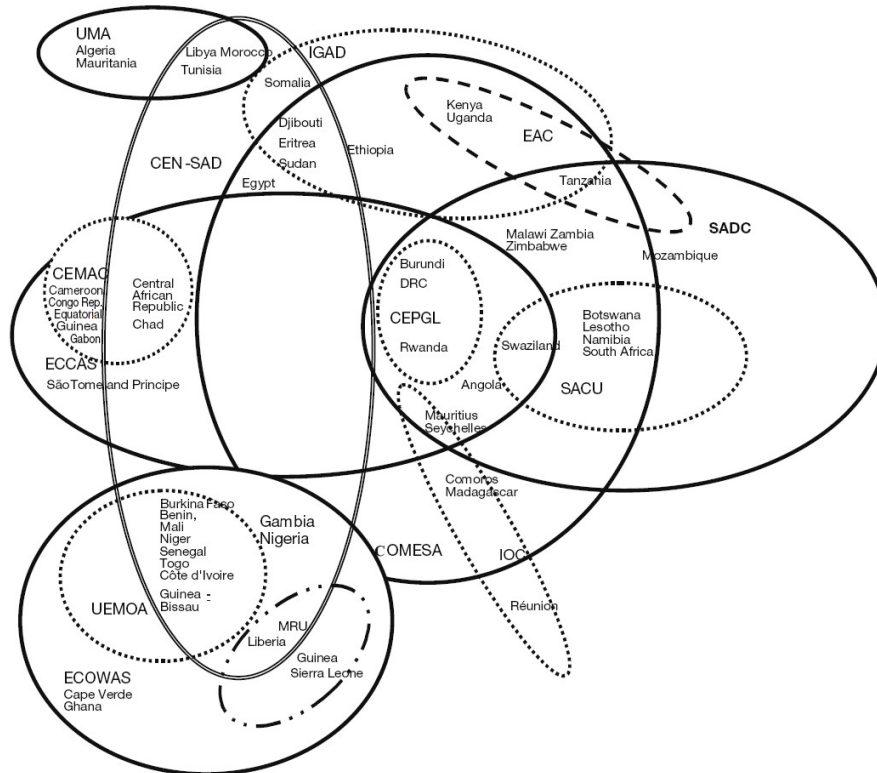 UMA
Algeria
Mauritania
Libya Morocco
Tunisia
IGAD
Somalia
Djibouti
Eritrea
Sudan
Ethiopia
Kenya
Uganda
EAC
Tanzania
CEN-SAD
Egypt
Malawi Zambia
Zimbabwe
SADC
Mozambique
CEMAC
Cameroon,
Congo Rep,
Equatorial
Guinea
Gabon
Central
African
Republic
Chad
ECCAS
São Tome and Principe
Burundi
DRC
CEPGL
Rwanda
Angola
Swaziland
Botswana
Lesotho
Namibia
South Africa
SACU
Mauritius
Seychelles
Comoros
Madagascar
COMESA
IOC
Réunion
Burkina Faso
Benin,
Mali
Niger
Senegal
Togo
Côte d'Ivoire
Guinea -
Bissau
Gambia
Nigeria
UEMOA
MRU
Liberia
Guinea
Sierra Leone
ECOWAS
Cape Verde
Ghana